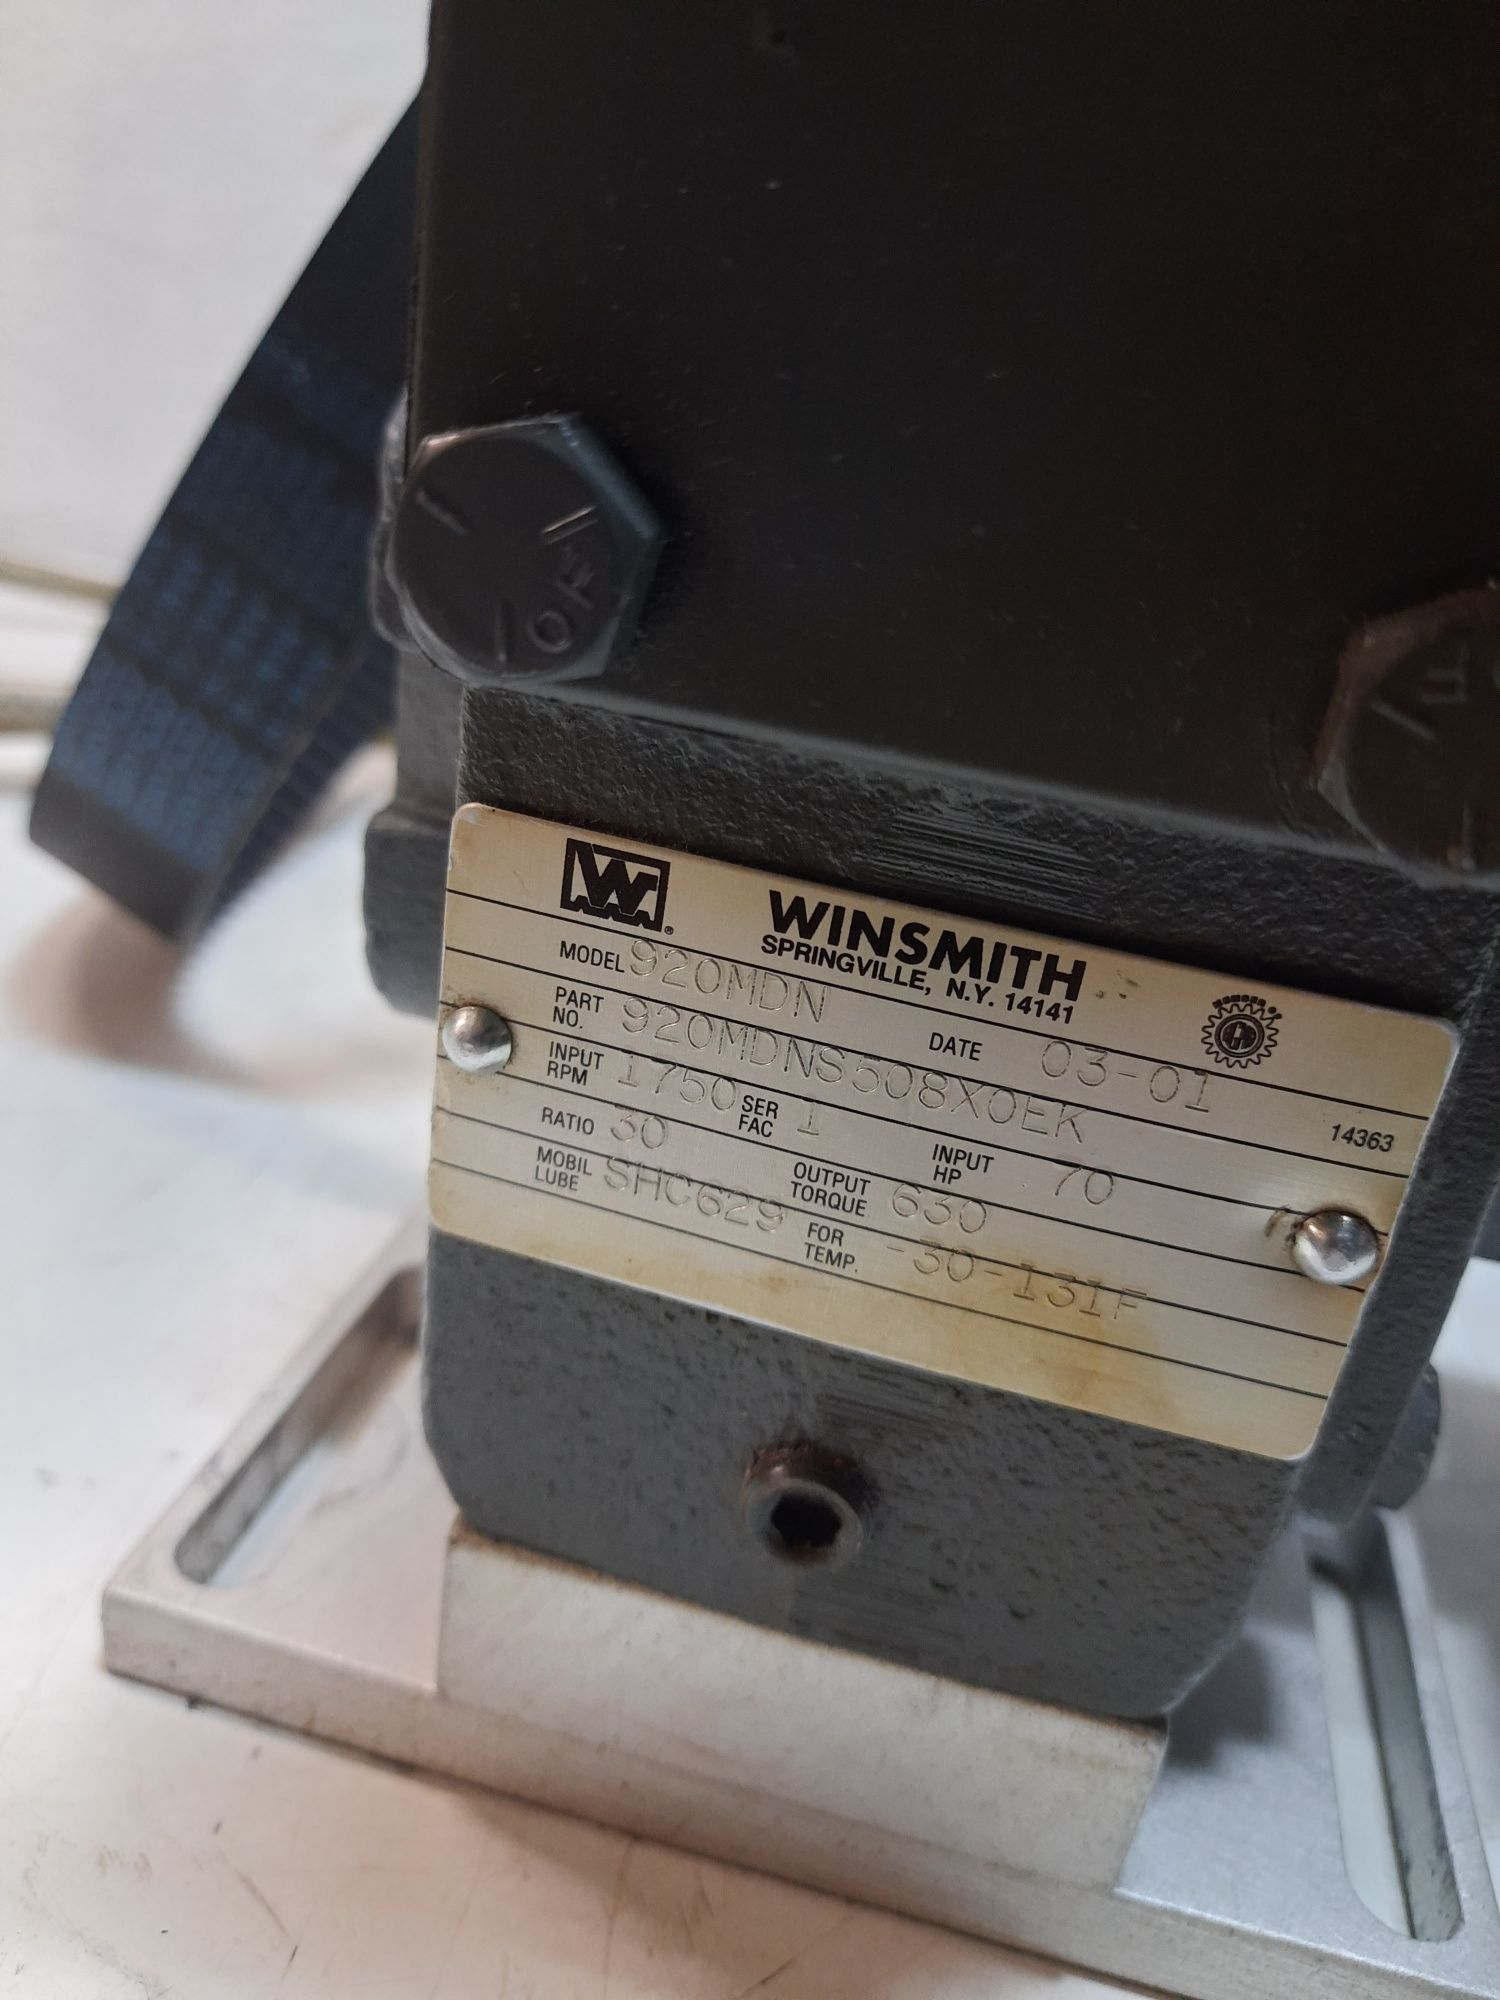 WINSMITH
SPRINGVILLE, N.Y. 14141
MODEL 920MDN DATE 03-01
PART NO. 920MDNS508X0EK 14363
INPUT RPM 1750 SER FAC 1 INPUT HP 70
RATIO 30 OUTPUT TORQUE 630
MOBIL LUBE SHC629 FOR TEMP. -30-131F